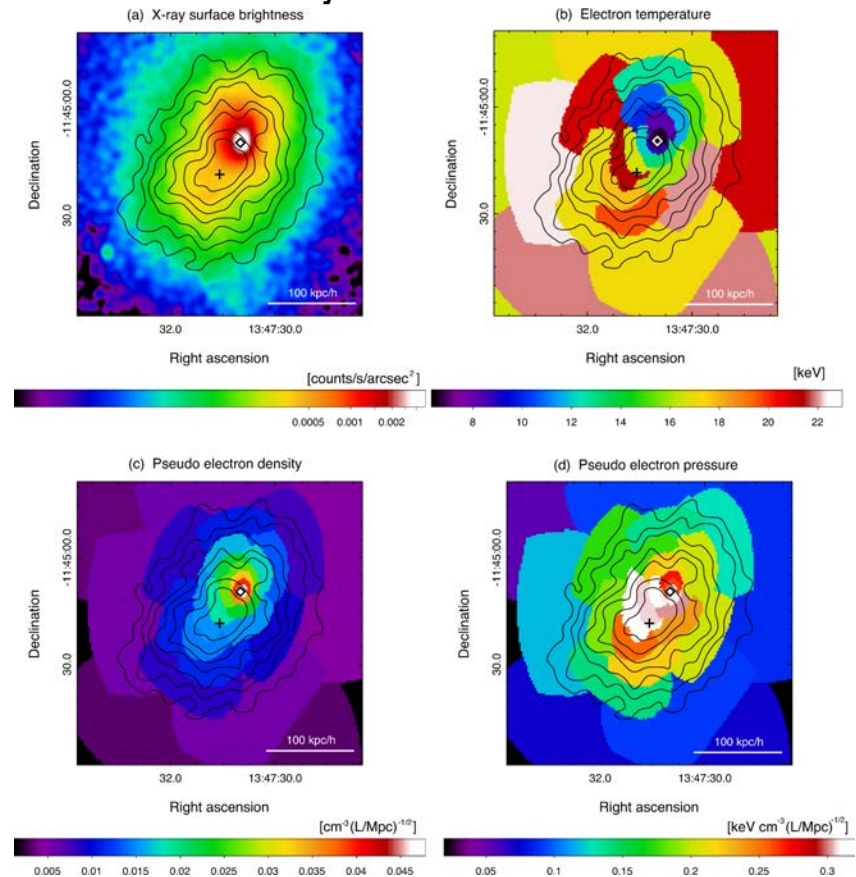 (a) X-ray surface brightness
(b) Electron temperature
Declination
-11:45:00.0
30.0
100 kpc/h
32.0
13:47:30.0
Right ascension
Declination
-11:45:00.0
30.0
100 kpc/h
32.0
13:47:30.0
Right ascension
[counts/s/arcsec²]
0.0005 0.001 0.002
[keV]
8 10 12 14 16 18 20 22
(c) Pseudo electron density
(d) Pseudo electron pressure
Declination
-11:45:00.0
30.0
100 kpc/h
32.0
13:47:30.0
Right ascension
Declination
-11:45:00.0
30.0
100 kpc/h
32.0
13:47:30.0
Right ascension
[cm⁻³(L/Mpc)⁻¹/²]
0.005 0.01 0.015 0.02 0.025 0.03 0.035 0.04 0.045
[keV cm⁻³(L/Mpc)⁻¹/²]
0.05 0.1 0.15 0.2 0.25 0.3